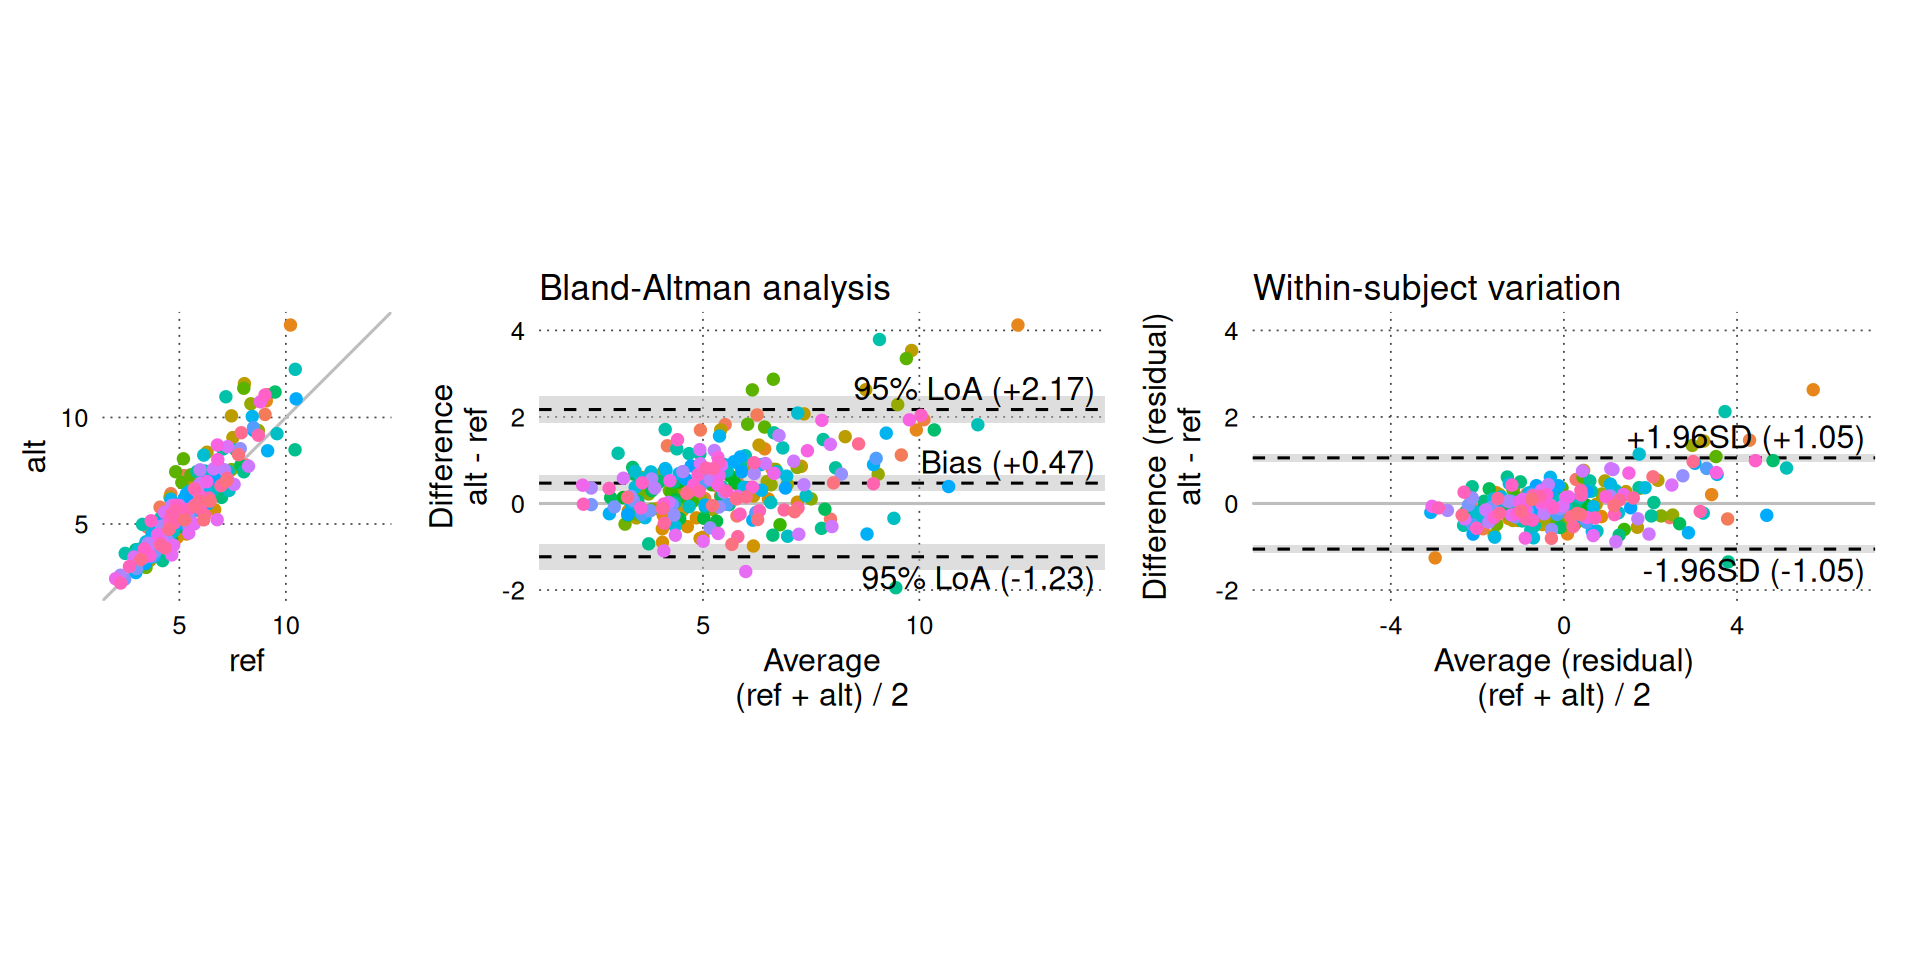 alt
10
5
5
10
ref
Bland-Altman analysis
Difference
alt - ref
4
2
0
-2
95% LoA (+2.17)
Bias (+0.47)
95% LoA (-1.23)
5
10
Average
(ref + alt) / 2
Within-subject variation
Difference (residual)
alt - ref
4
2
0
-2
+1.96SD (+1.05)
-1.96SD (-1.05)
-4
0
4
Average (residual)
(ref + alt) / 2